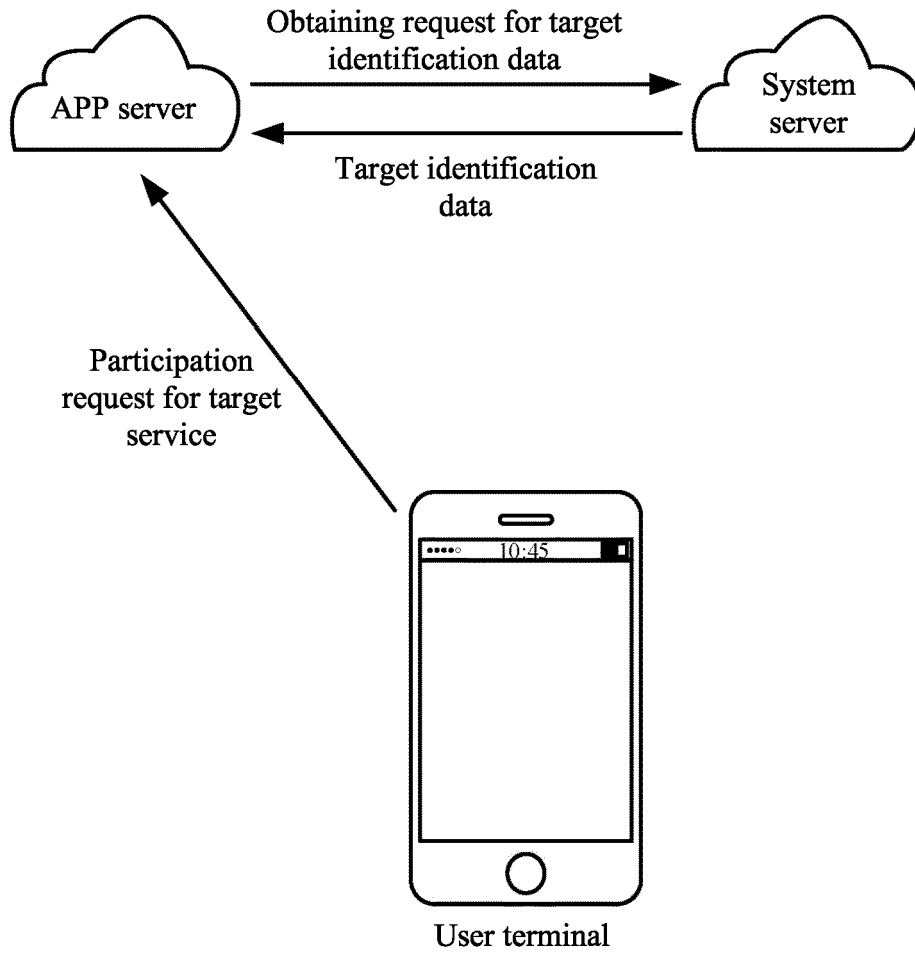 Obtaining request for target
identification data
APP server
System
server
Target identification
data
Participation
request for target
service
10:45
User terminal